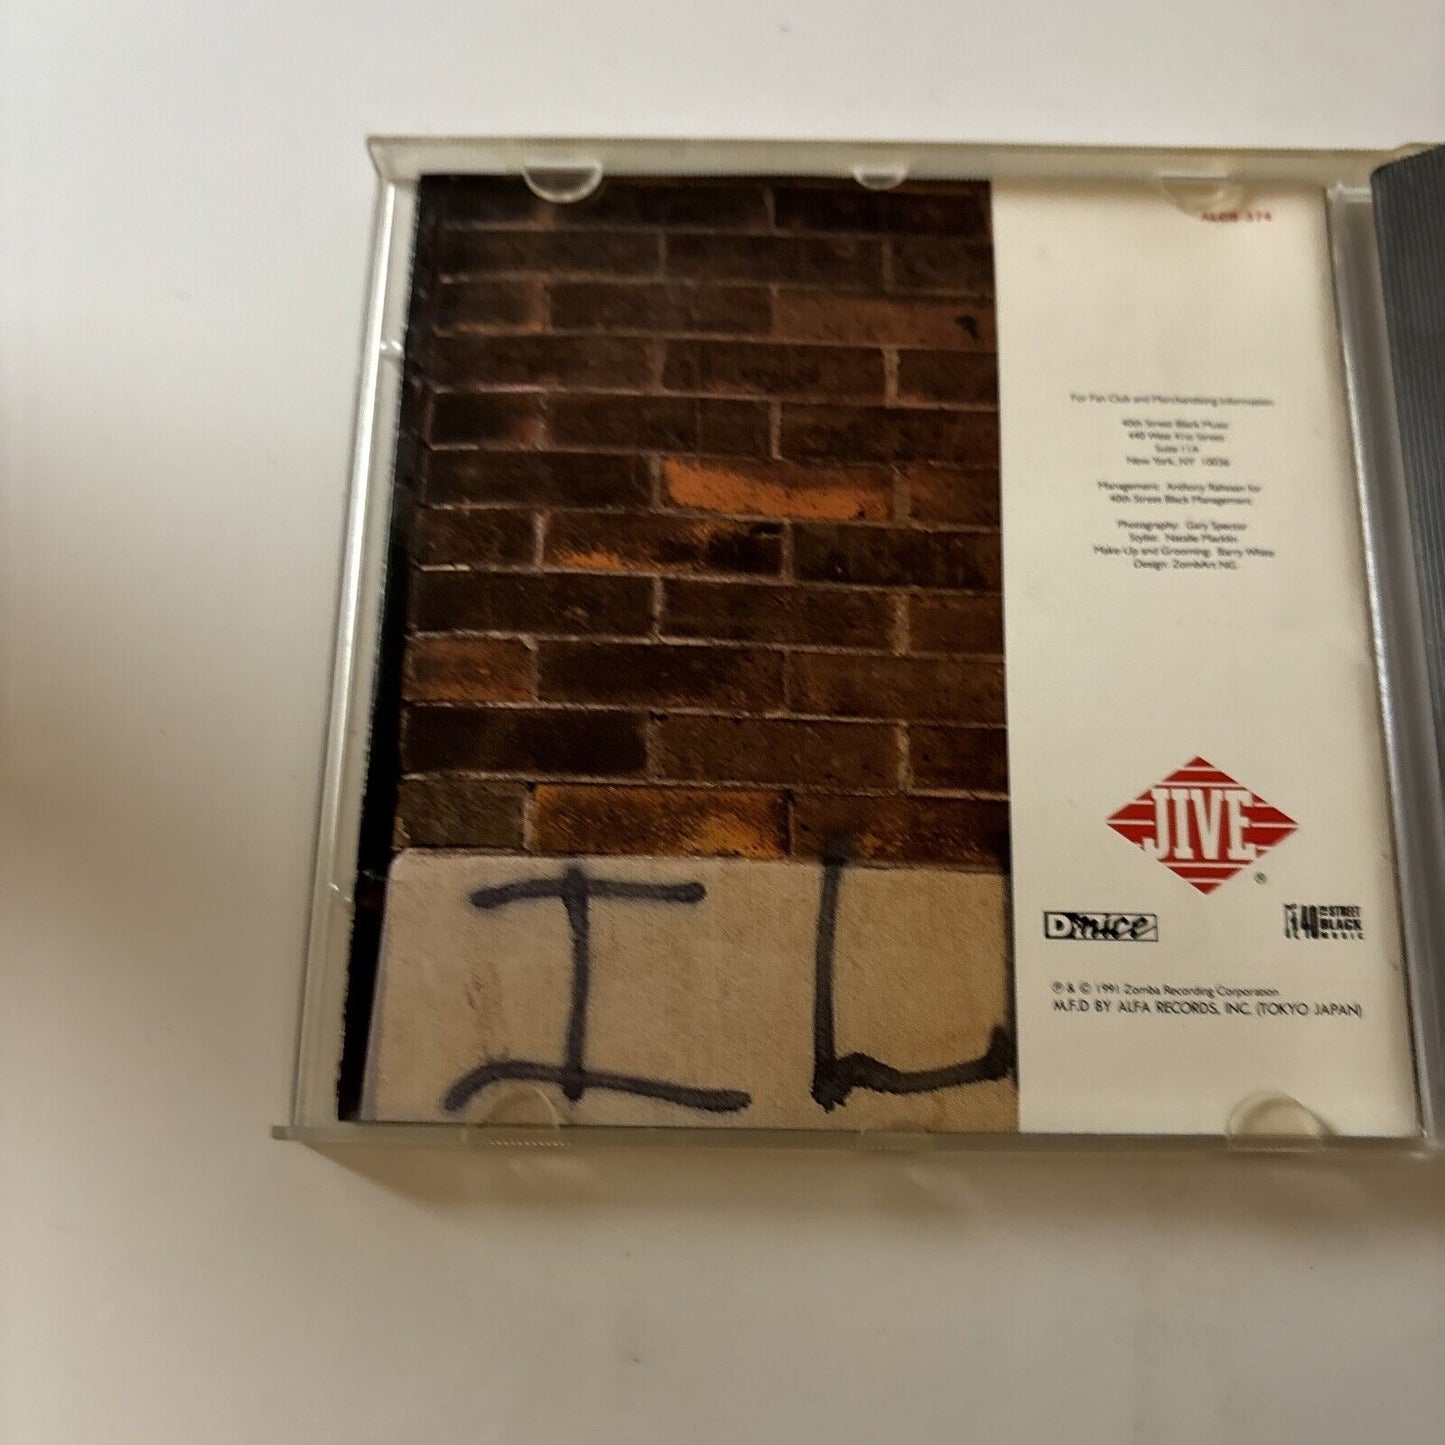 ALCB-374
For Fan Club and Merchandising Information:
40th Street Black Music
440 West 41st Street
Suite 11A
New York, NY 10036
Management: Anthony Rahsaan for
40th Street Black Management
Photography: Gary Spector
Stylist: Natalie Macklin
Make-Up and Grooming: Barry White
Design: ZombArt NG
JIVE
®
D-nice
40TH STREET
BLACK
MUSIC
℗ & © 1991 Zomba Recording Corporation
M.F.D BY ALFA RECORDS, INC. (TOKYO JAPAN)
I L